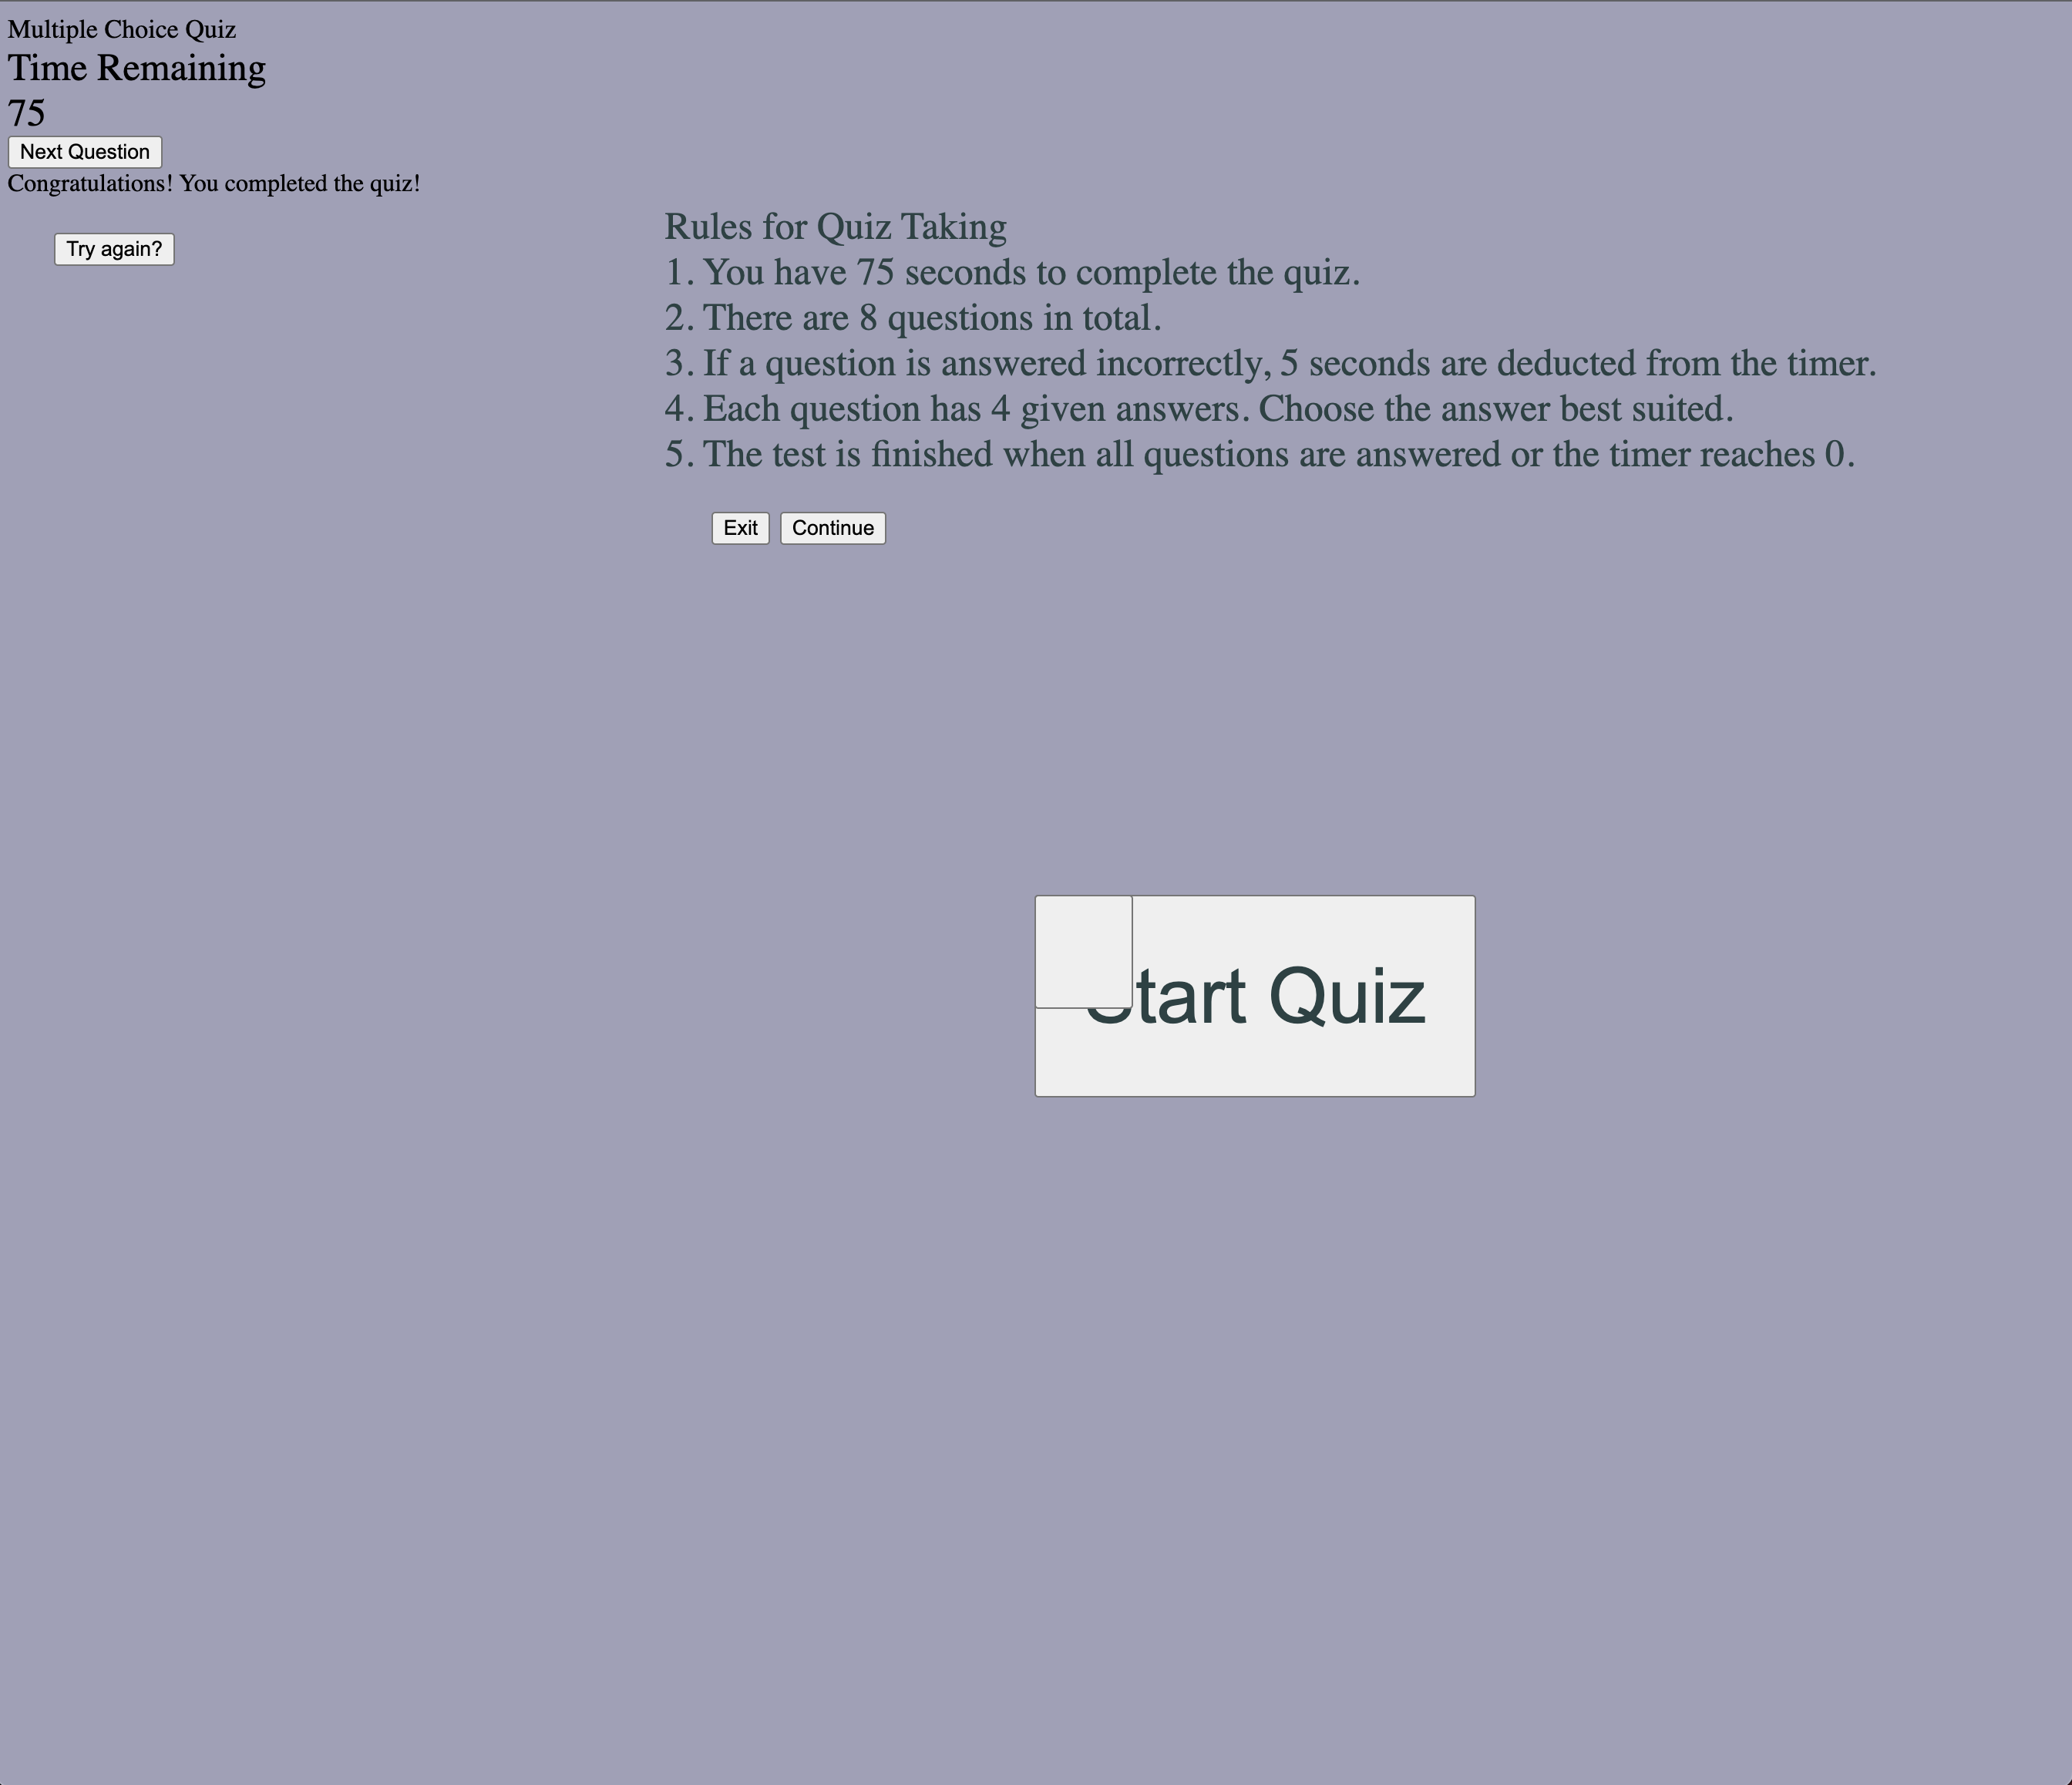 Multiple Choice Quiz
Time Remaining
75
Next Question
Congratulations! You completed the quiz!
Try again?
Rules for Quiz Taking
1. You have 75 seconds to complete the quiz.
2. There are 8 questions in total.
3. If a question is answered incorrectly, 5 seconds are deducted from the timer.
4. Each question has 4 given answers. Choose the answer best suited.
5. The test is finished when all questions are answered or the timer reaches 0.
Exit Continue
Start Quiz